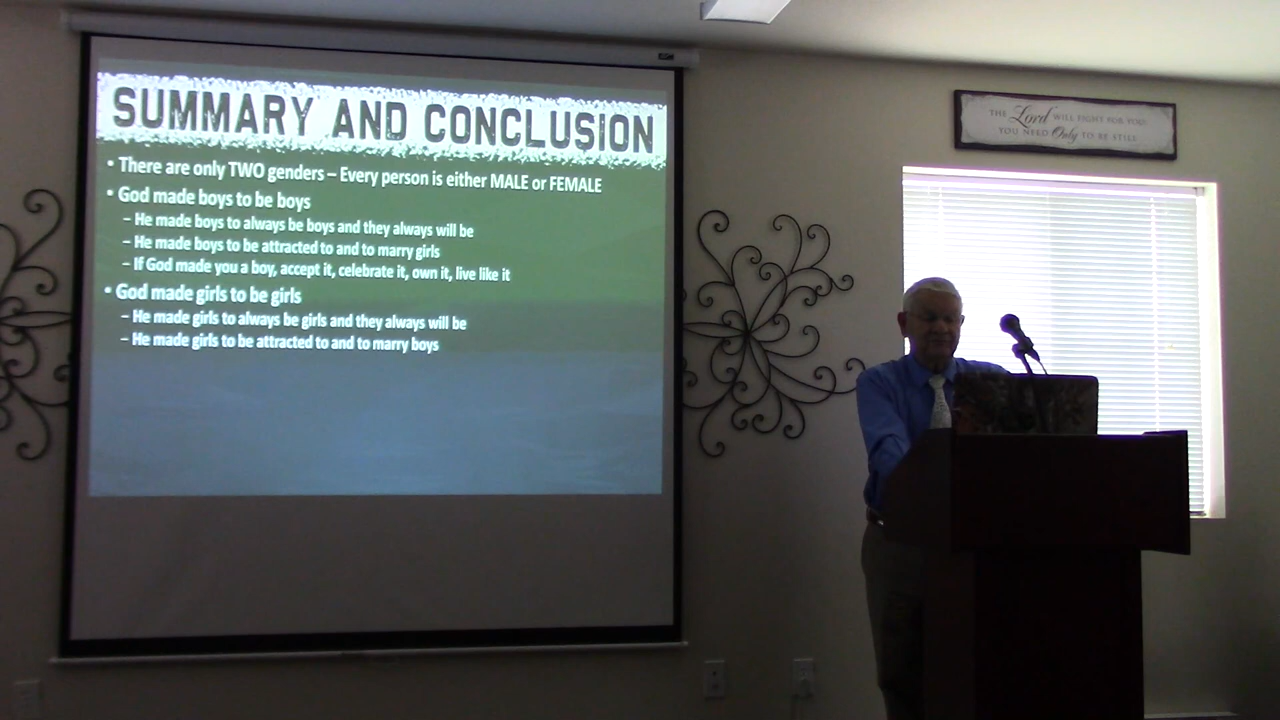 SUMMARY AND CONCLUSION
• There are only TWO genders – Every person is either MALE or FEMALE
• God made boys to be boys
– He made boys to always be boys and they always will be
– He made boys to be attracted to and to marry girls
– If God made you a boy, accept it, celebrate it, own it, live like it
• God made girls to be girls
– He made girls to always be girls and they always will be
– He made girls to be attracted to and to marry boys
THE Lord WILL FIGHT FOR YOU
YOU NEED Only TO BE STILL